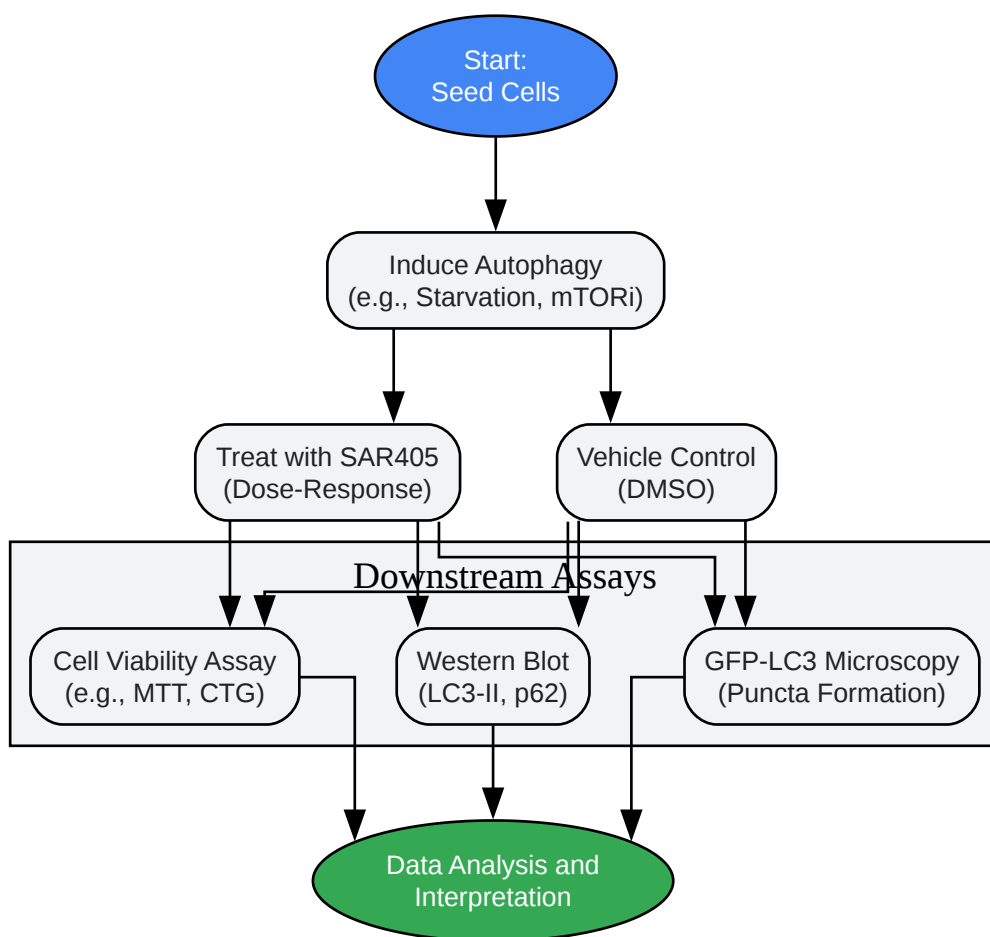 Start:
Seed Cells
Induce Autophagy
(e.g., Starvation, mTORi)
Treat with SAR405
(Dose-Response)
Vehicle Control
(DMSO)
Downstream Assays
Cell Viability Assay
(e.g., MTT, CTG)
Western Blot
(LC3-II, p62)
GFP-LC3 Microscopy
(Puncta Formation)
Data Analysis and
Interpretation